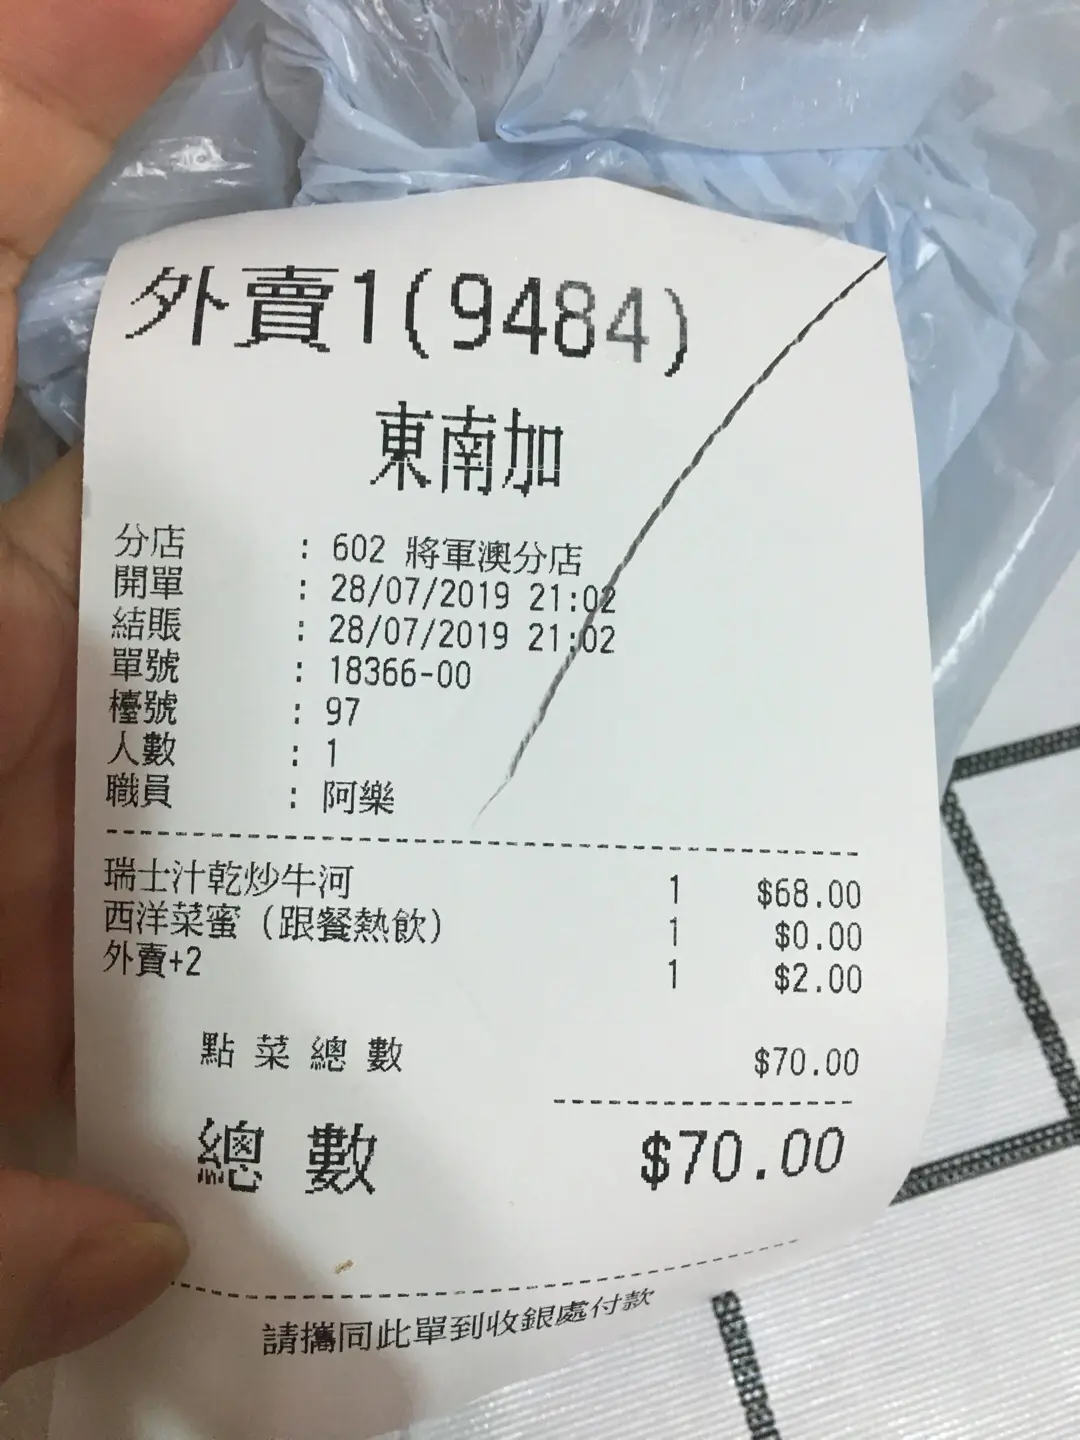 外賣1(9484)
東南加
分店 : 602 將軍澳分店
開單 : 28/07/2019 21:02
結賬 : 28/07/2019 21:02
單號 : 18366-00
檯號 : 97
人數 : 1
職員 : 阿樂
瑞士汁乾炒牛河 1 $68.00
西洋菜蜜（跟餐熱飲） 1 $0.00
外賣+2 1 $2.00
點菜總數 $70.00
總數 $70.00
請攜同此單到收銀處付款